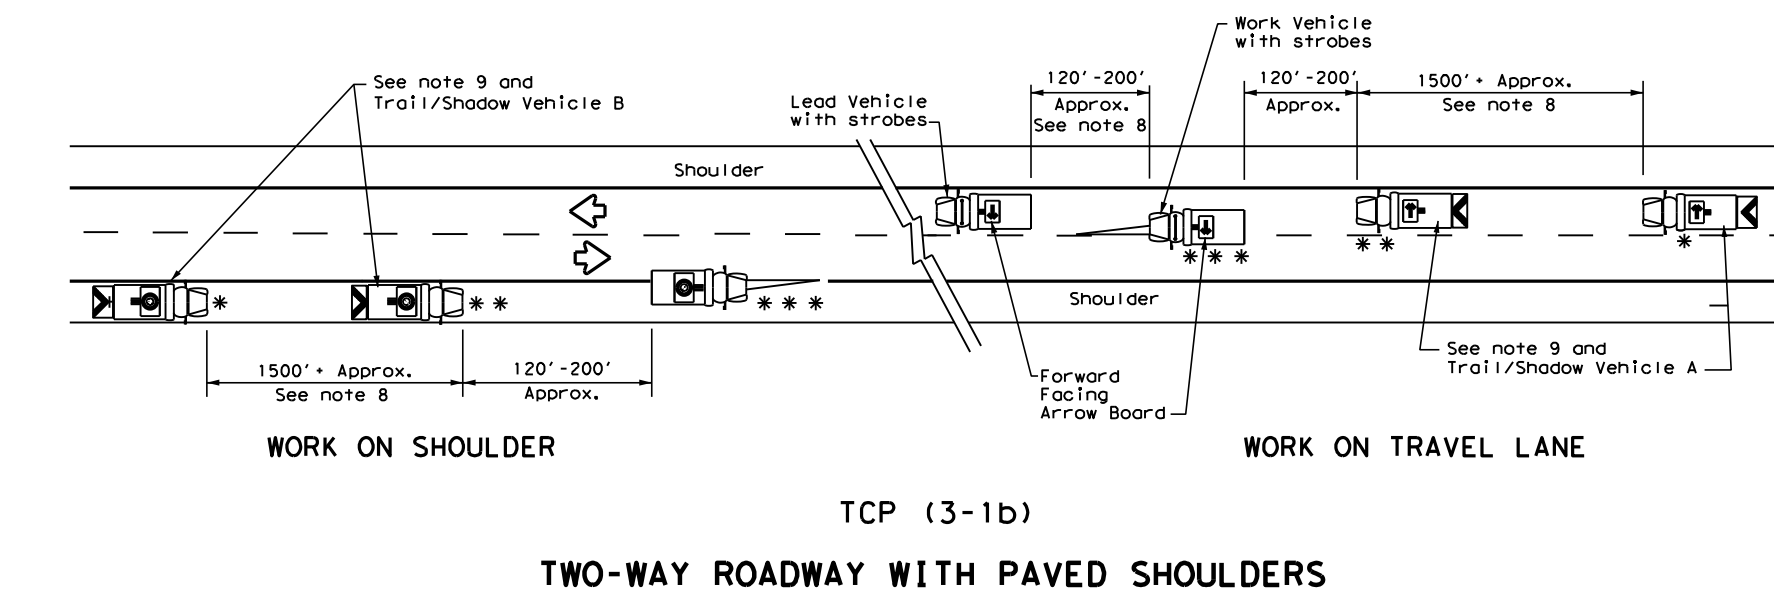 Work Vehicle
with strobes
See note 9 and
Trail/Shadow Vehicle B
120'-200'
Approx.
See note 8
120'-200'
Approx.
1500'+ Approx.
See note 8
Lead Vehicle
with strobes
Shoulder
* *
*
* * *
Shoulder
*
* *
* * *
1500'+ Approx.
See note 8
120'-200'
Approx.
See note 9 and
Trail/Shadow Vehicle A
Forward
Facing
Arrow Board
WORK ON SHOULDER
WORK ON TRAVEL LANE
TCP (3-1b)
TWO-WAY ROADWAY WITH PAVED SHOULDERS